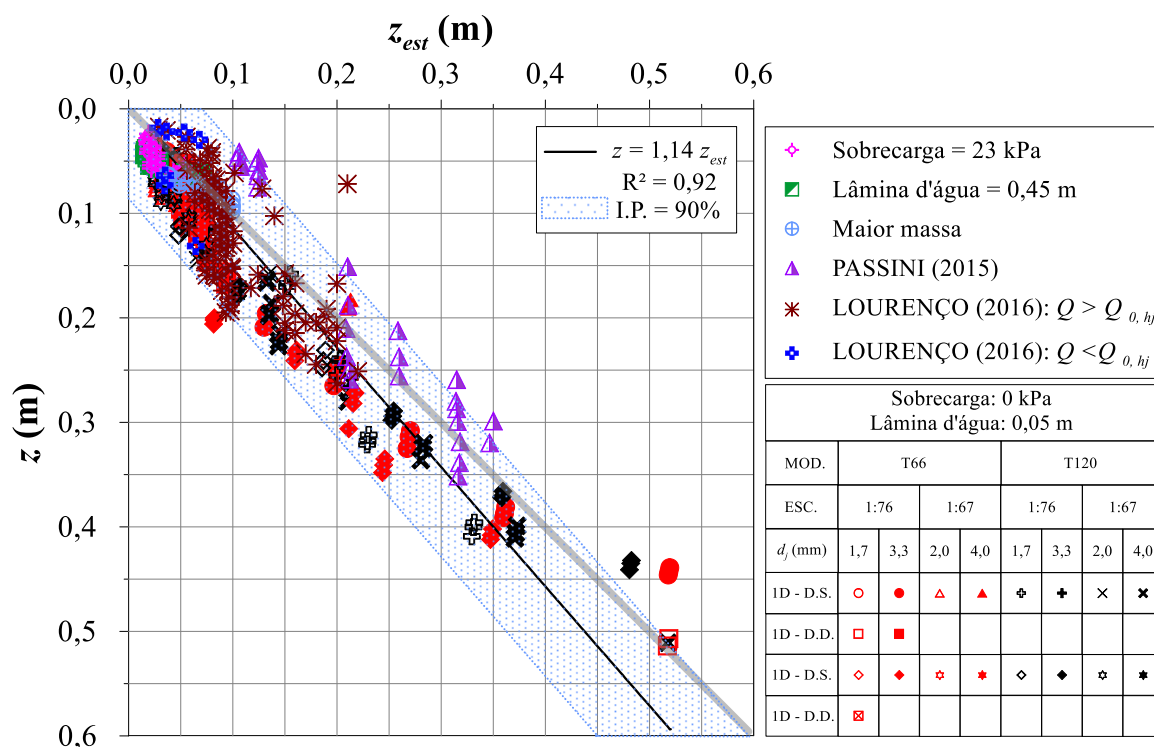 z_est (m)
0,0 0,1 0,2 0,3 0,4 0,5 0,6
0,0
0,1
0,2
0,3
0,4
0,5
0,6
z (m)
z = 1,14 z_est
R² = 0,92
I.P. = 90%
Sobrecarga = 23 kPa
Lâmina d'água = 0,45 m
Maior massa
PASSINI (2015)
LOURENÇO (2016): Q > Q 0, hj
LOURENÇO (2016): Q <Q 0, hj
Sobrecarga: 0 kPa
Lâmina d'água: 0,05 m
MOD. T66 T120
ESC. 1:76 1:67 1:76 1:67
d_j (mm) 1,7 3,3 2,0 4,0 1,7 3,3 2,0 4,0
1D - D.S.
1D - D.D.
1D - D.S.
1D - D.D.